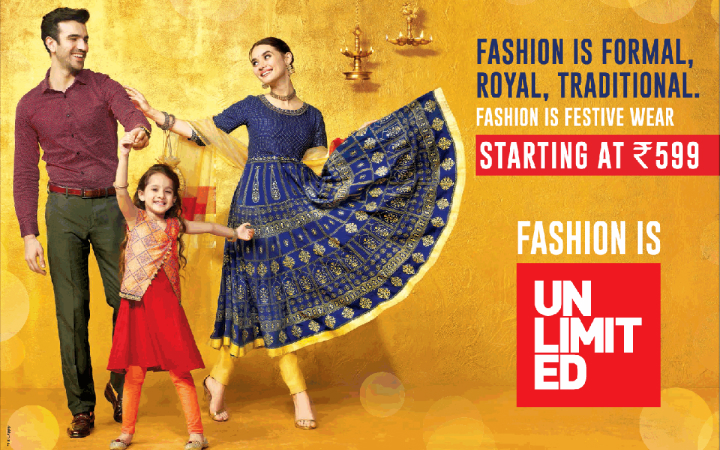 FASHION IS FORMAL,
ROYAL, TRADITIONAL.
FASHION IS FESTIVE WEAR
STARTING AT ₹599
FASHION IS
UN
LIMIT
ED